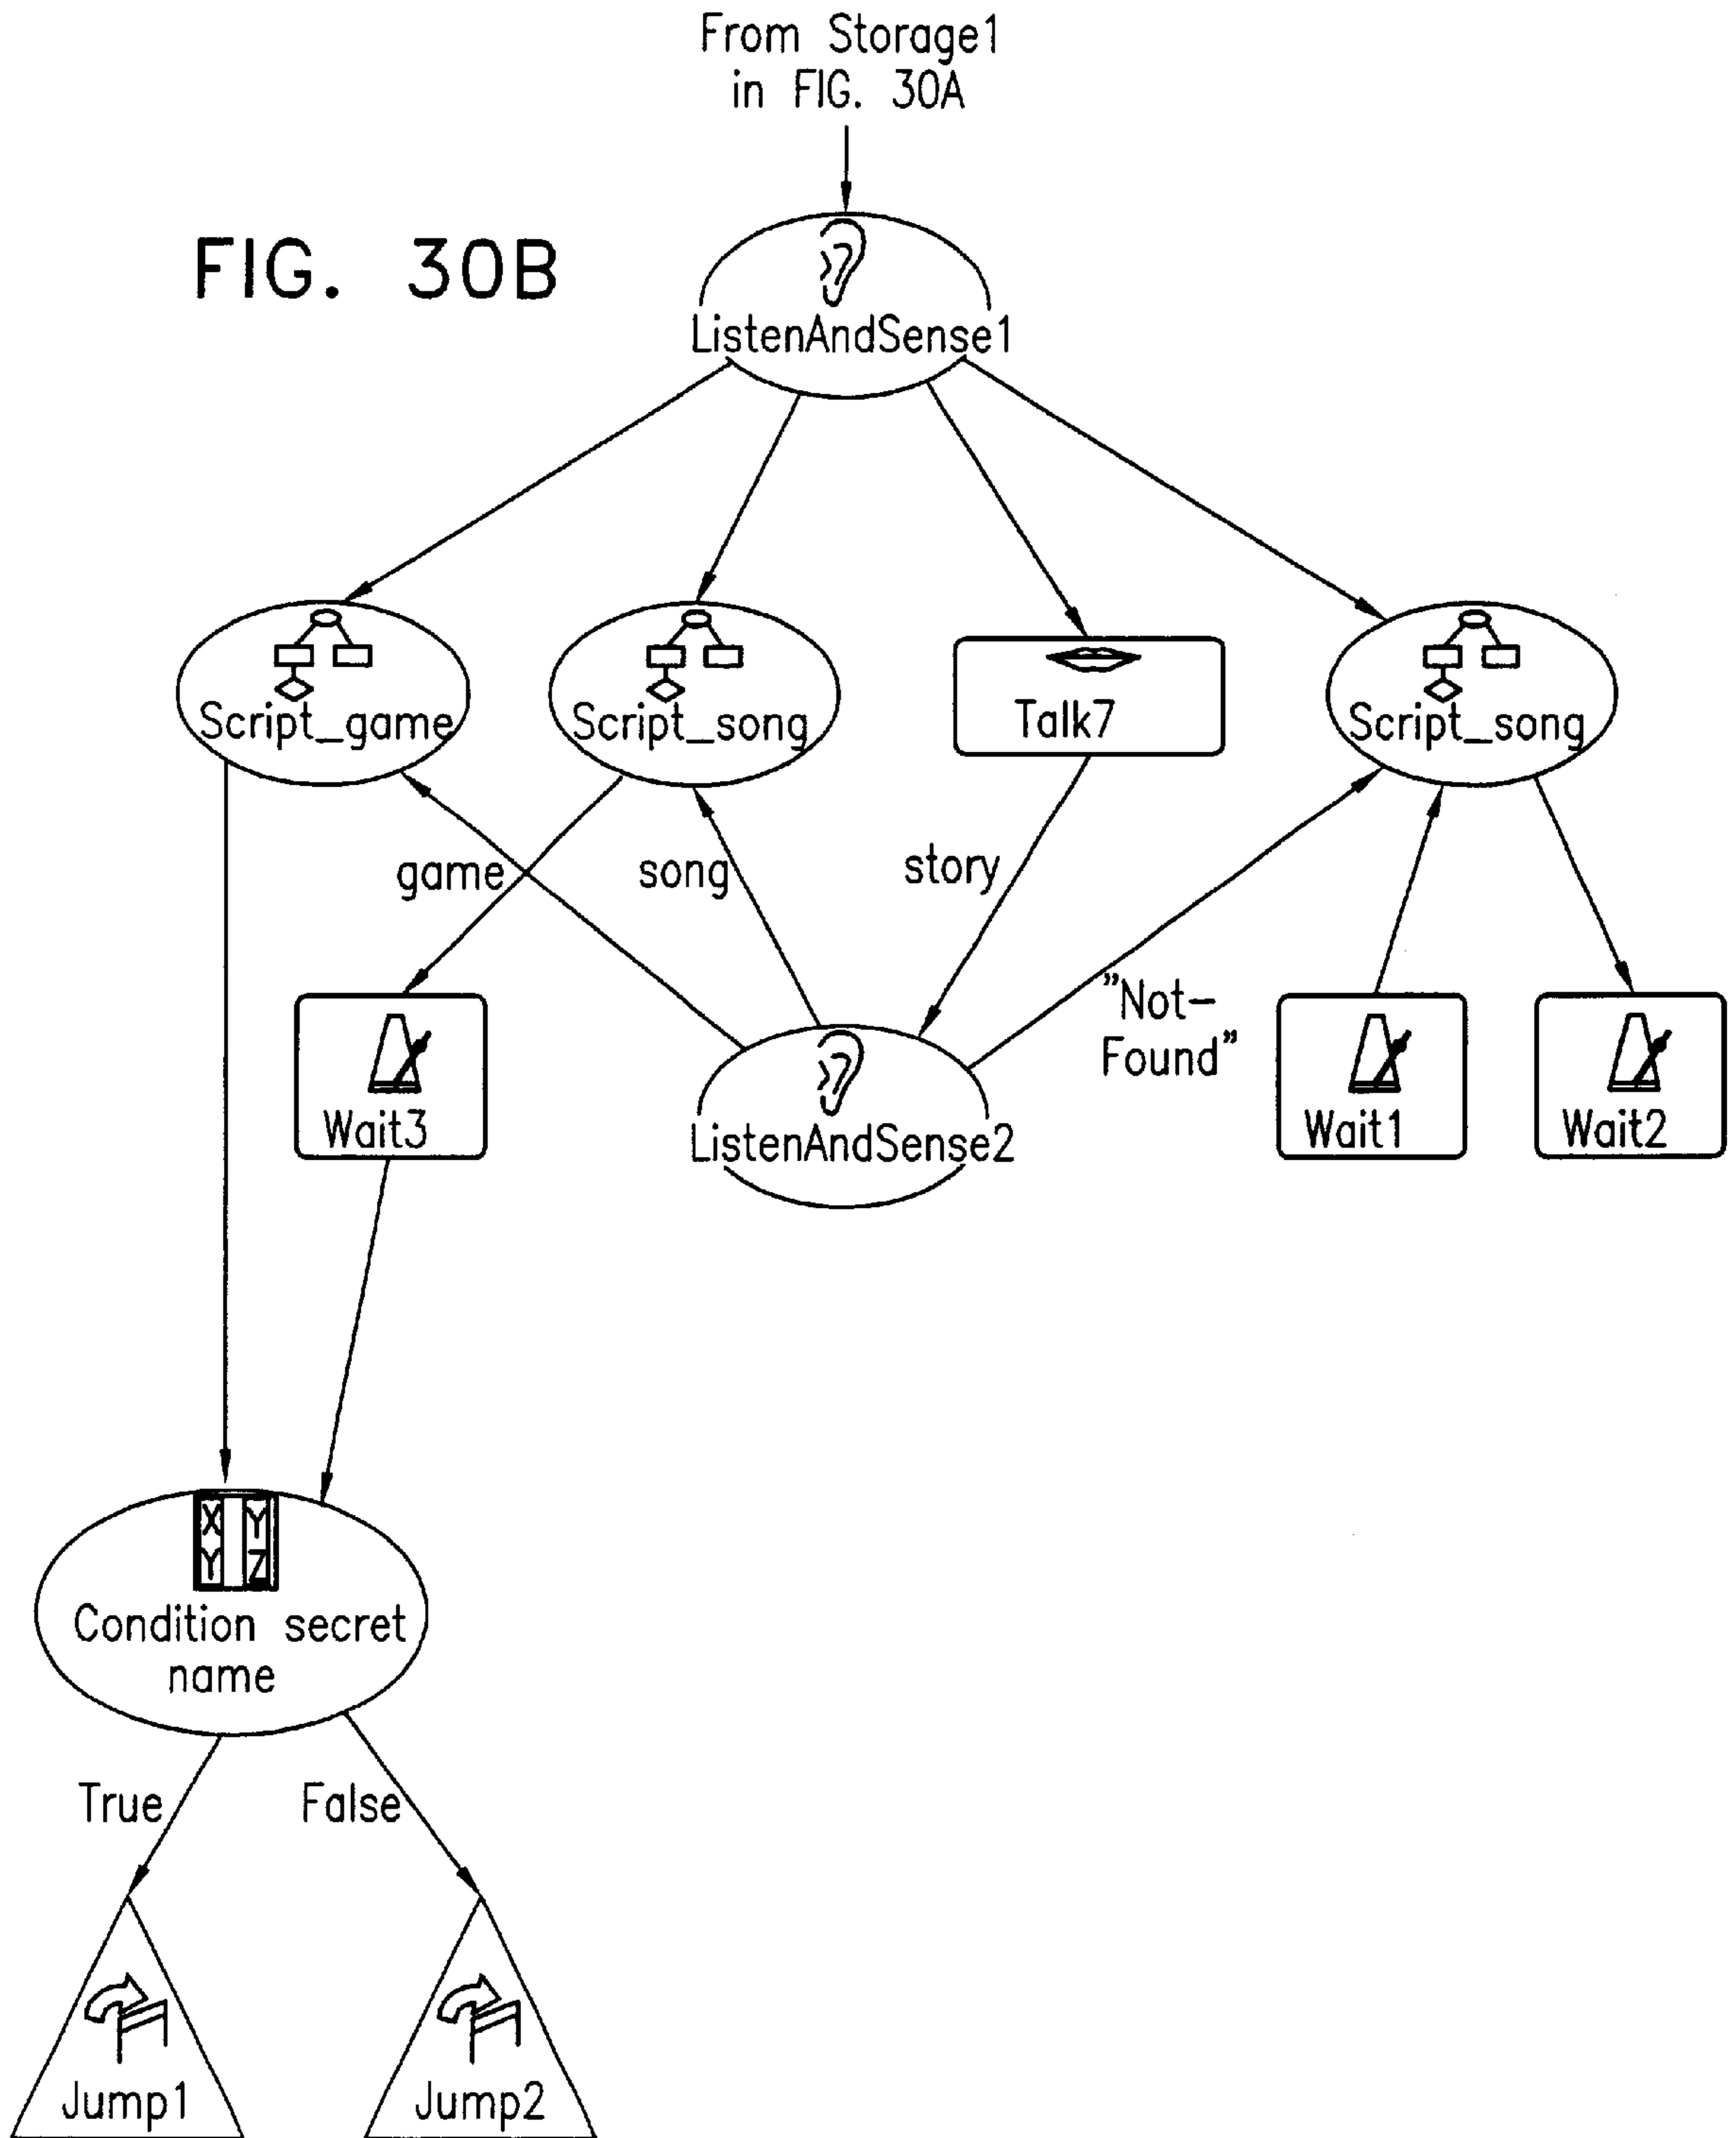 From Storage1
in FIG. 30A
FIG. 30B
ListenAndSense1
Script_game
Script_song
Talk7
Script_song
game
song
story
"Not-
Found"
Wait3
ListenAndSense2
Wait1
Wait2
X Y
Y Z
Condition secret
name
True
False
Jump1
Jump2